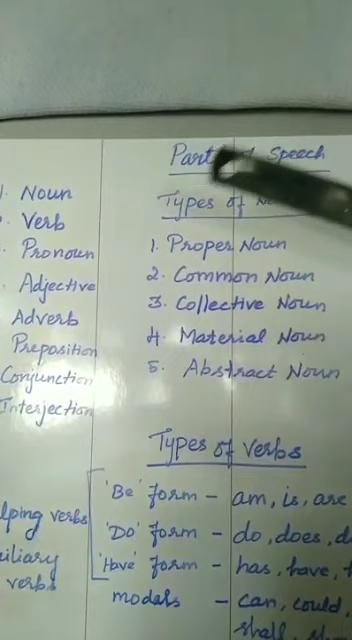 Part Speech
Types of
1. Noun
Verb
Pronoun
Adjective
Adverb
Preposition
Conjunction
Interjection
1. Proper Noun
2. Common Noun
3. Collective Noun
4. Material Noun
5. Abstract Noun
Types of Verbs
lping verbs
iliary
verbs
'Be' form - am, is, are
'Do' form - do, does, d
'Have' form - has, have,
modals - can, could,
shall,